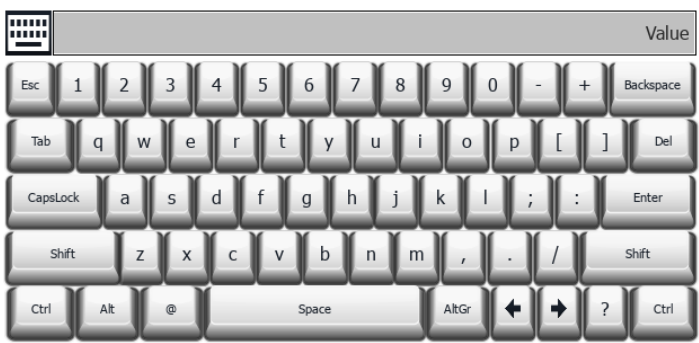 Value
Esc 1 2 3 4 5 6 7 8 9 0 - + Backspace
Tab q w e r t y u i o p [ ] Del
CapsLock a s d f g h j k l ; : Enter
Shift z x c v b n m , . / Shift
Ctrl Alt @ Space AltGr 🡸 🡺 ? Ctrl